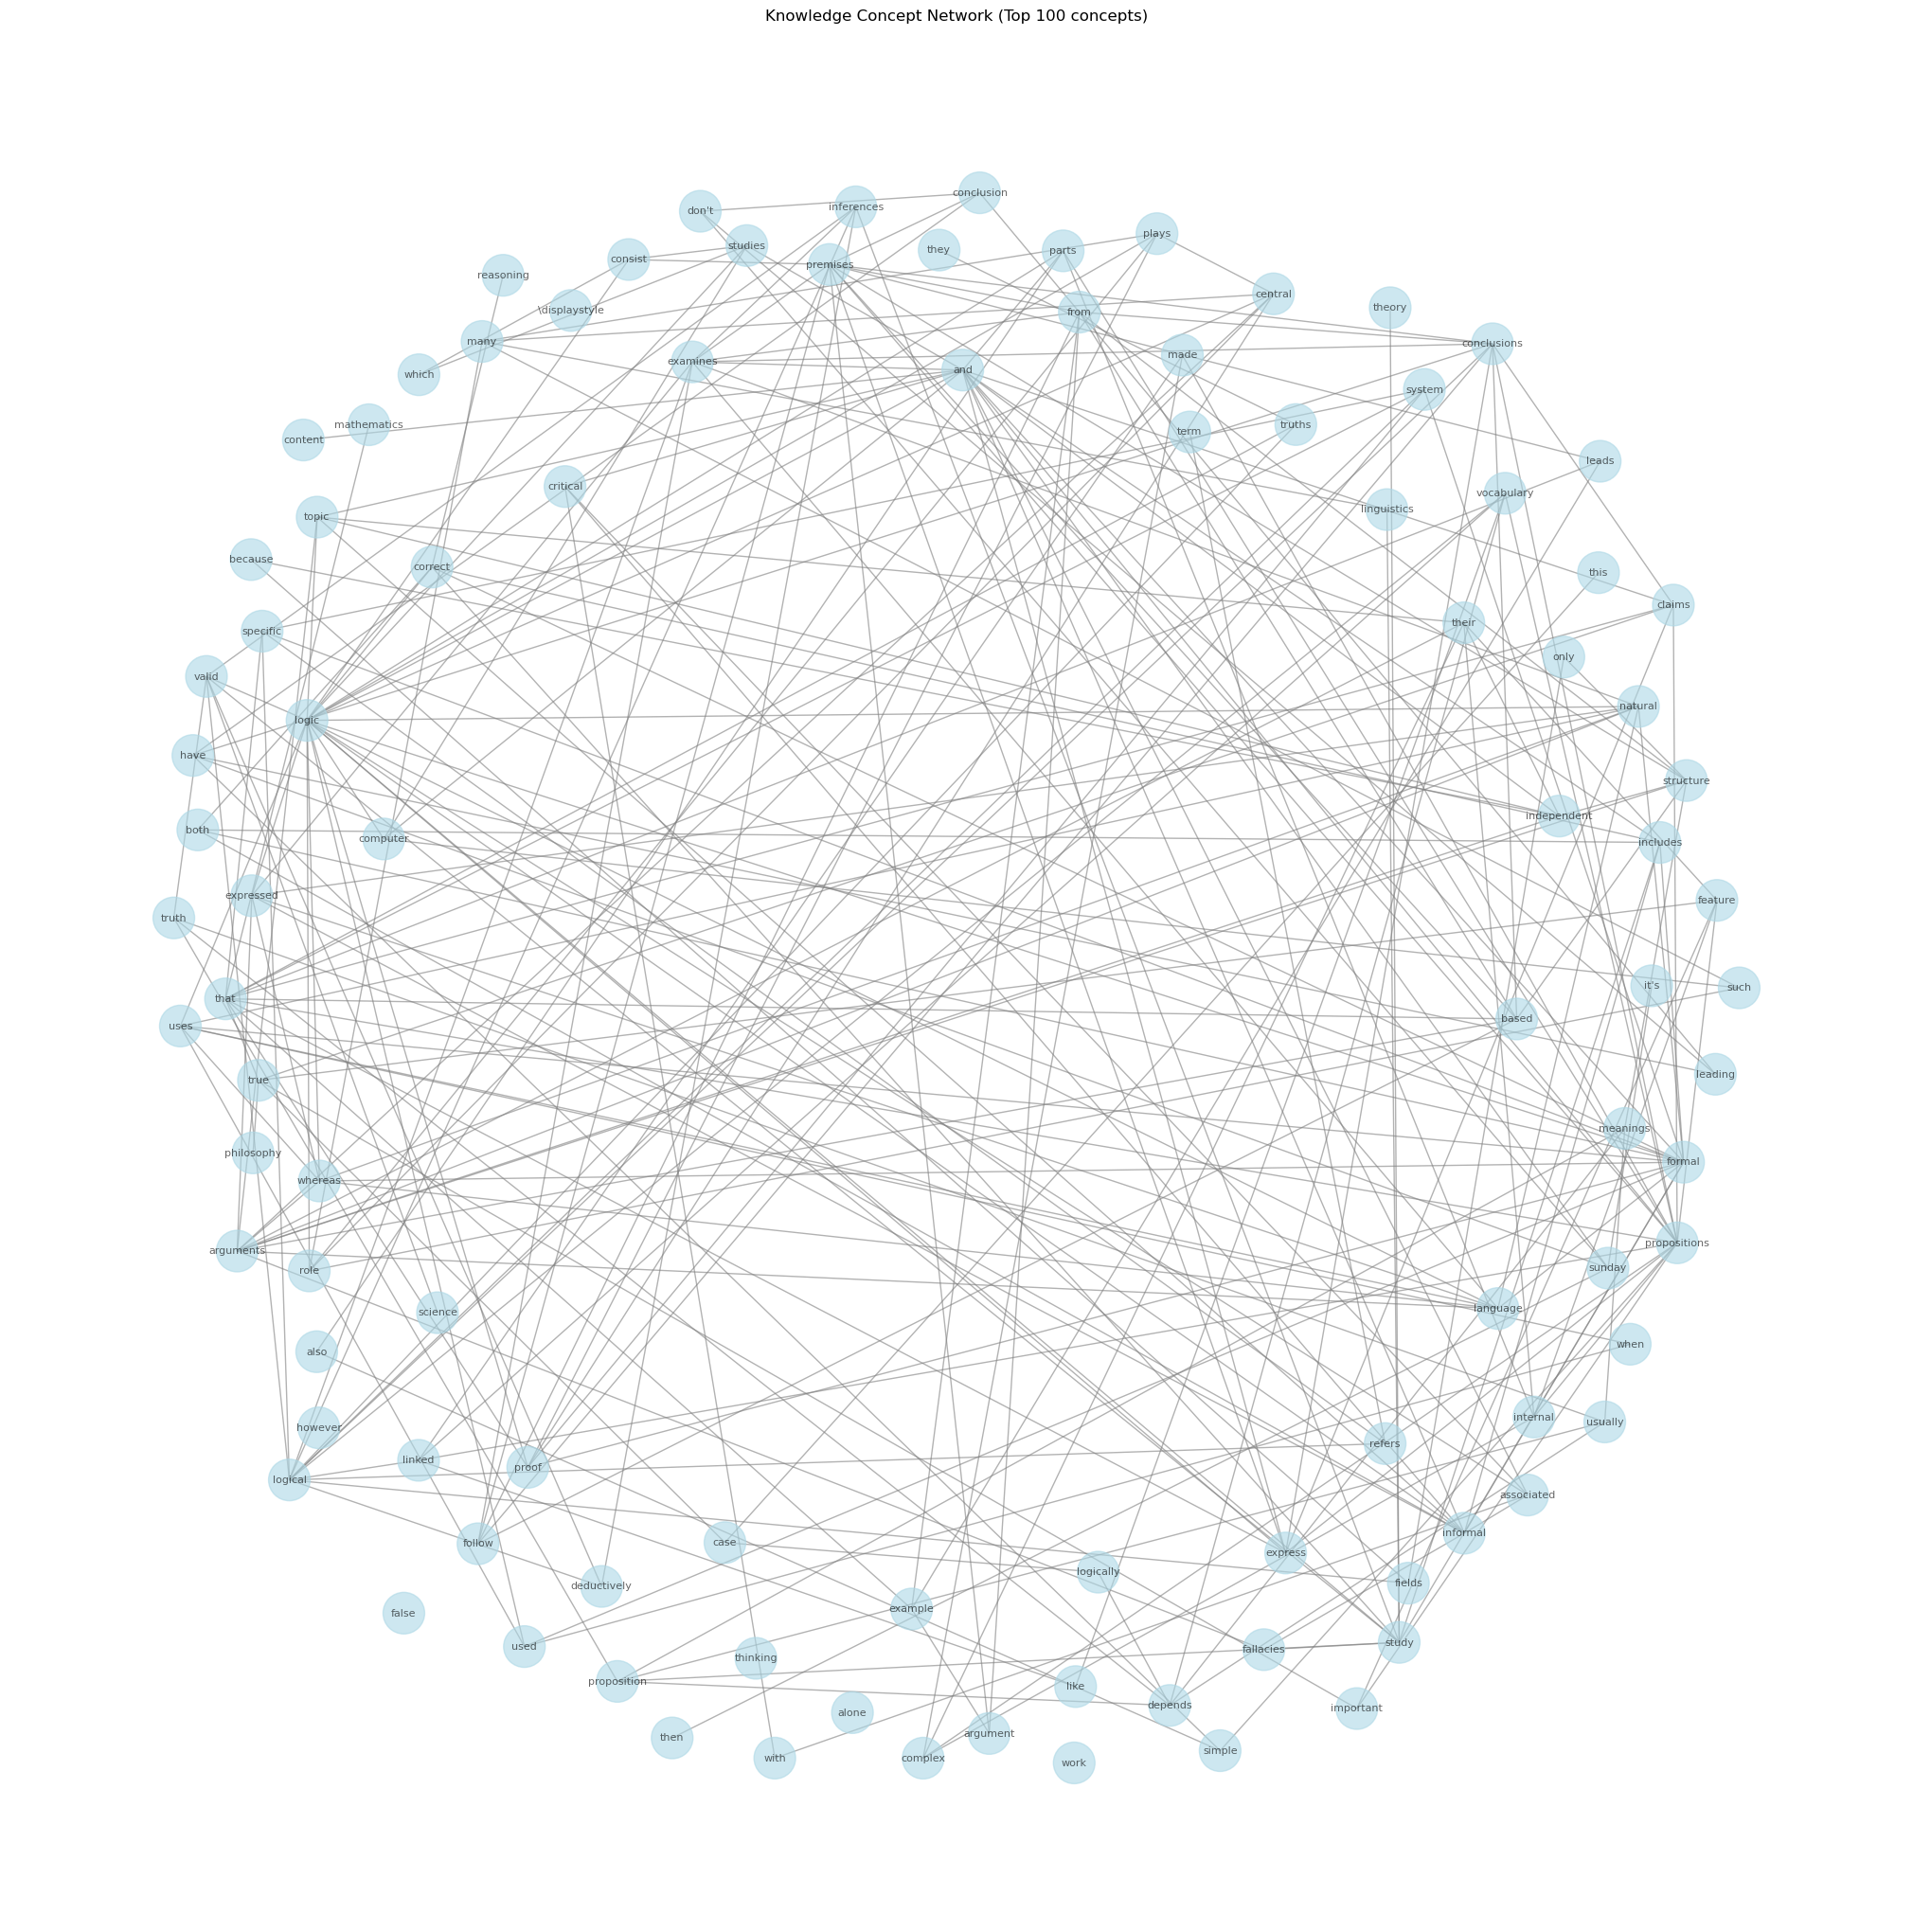 Knowledge Concept Network (Top 100 concepts)
conclusion
inferences
don't
plays
studies
they
parts
consist
premises
reasoning
central
theory
\displaystyle
from
many
conclusions
made
examines
and
which
system
mathematics
truths
term
content
leads
critical
vocabulary
linguistics
topic
because
correct
this
claims
their
specific
only
valid
natural
logic
have
structure
independent
both
computer
includes
expressed
feature
truth
it's
such
that
based
uses
leading
true
meanings
philosophy
formal
whereas
propositions
arguments
sunday
role
language
science
when
also
internal
usually
however
refers
linked
proof
logical
associated
informal
case
follow
express
logically
fields
deductively
example
false
study
used
fallacies
thinking
proposition
like
depends
important
alone
argument
then
simple
with
complex
work